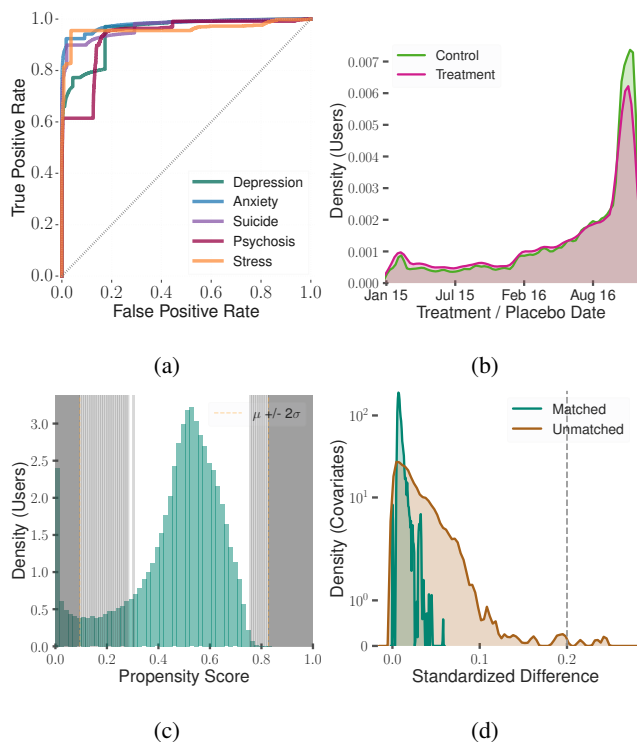 1.0
0.8
0.6
0.4
0.2
0.0
True Positive Rate
Depression
Anxiety
Suicide
Psychosis
Stress
0.0 0.2 0.4 0.6 0.8 1.0
False Positive Rate
(a)
Control
Treatment
0.007
0.006
0.005
0.004
0.003
0.002
0.001
0.000
Density (Users)
Jan 15 Jul 15 Feb 16 Aug 16
Treatment / Placebo Date
(b)
μ +/- 2σ
3.0
2.5
2.0
1.5
1.0
0.5
0.0
Density (Users)
0.0 0.2 0.4 0.6 0.8 1.0
Propensity Score
(c)
Matched
Unmatched
10²
10¹
10⁰
0
Density (Covariates)
0.0 0.1 0.2
Standardized Difference
(d)